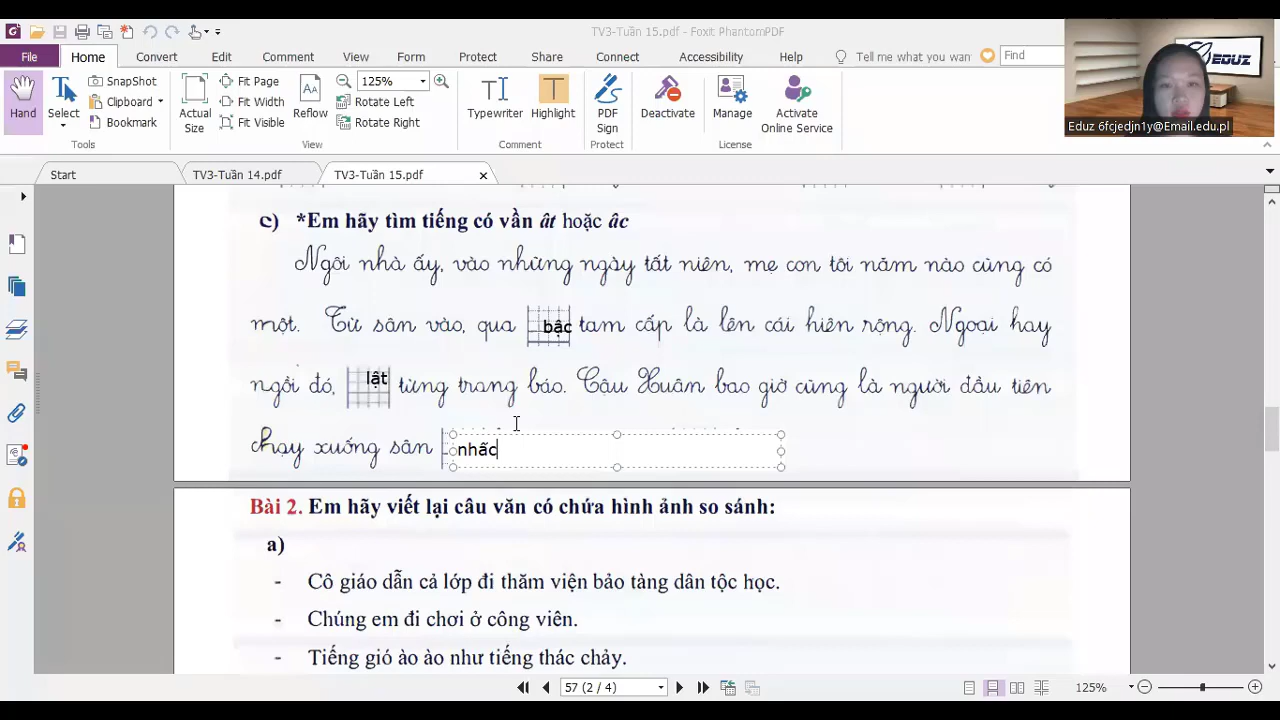 TV3-Tuần 15.pdf - Foxit PhantomPDF
File Home Convert Edit Comment View Form Protect Share Connect Accessibility Help Tell me what you want Find
Hand Select SnapShot Clipboard Bookmark Actual Size Fit Page Fit Width Fit Visible Reflow 125% Rotate Left Rotate Right Typewriter Highlight PDF Sign Deactivate Manage Activate Online Service
Tools View Comment Protect License
EDUZ
Eduz 6fcjedjn1y@Email.edu.pl
Start TV3-Tuần 14.pdf TV3-Tuần 15.pdf
c) *Em hãy tìm tiếng có vần ât hoặc âc
Ngôi nhà ấy, vào những ngày tất niên, mẹ con tôi năm nào cũng có
một. Từ sân vào, qua bậc tam cấp là lên cái hiên rộng. Ngoại hay
ngồi đó, lật từng trang báo. Cậu Xuân bao giờ cũng là người đầu tiên
chạy xuống sân nhấc
Bài 2. Em hãy viết lại câu văn có chứa hình ảnh so sánh:
a)
- Cô giáo dẫn cả lớp đi thăm viện bảo tàng dân tộc học.
- Chúng em đi chơi ở công viên.
- Tiếng gió ào ào như tiếng thác chảy.
57 (2 / 4) 125%